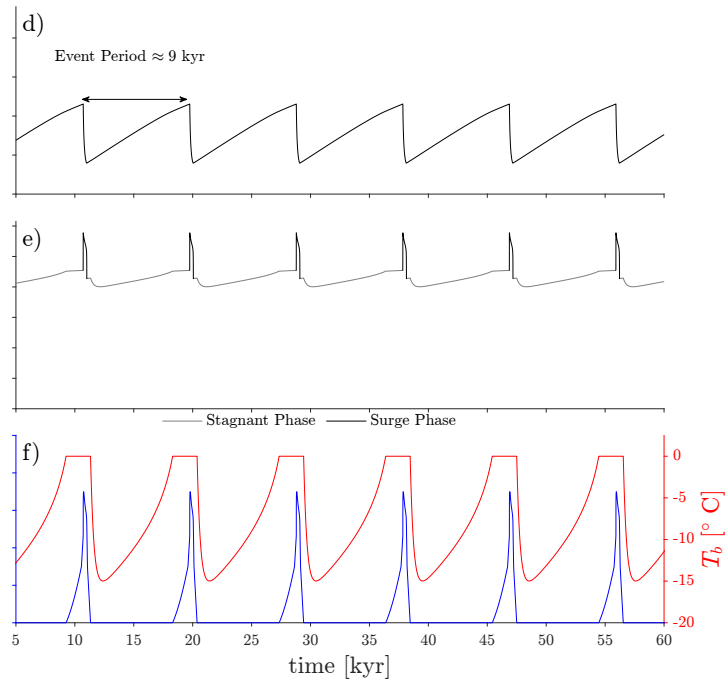 d)
Event Period ≈ 9 kyr
e)
Stagnant Phase Surge Phase
f)
0
-5
-10
-15
-20
T_b [° C]
5 10 15 20 25 30 35 40 45 50 55 60
time [kyr]